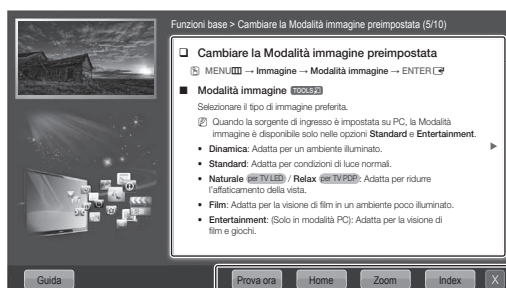 Funzioni base > Cambiare la Modalità immagine preimpostata (5/10)
❑ Cambiare la Modalità immagine preimpostata
MENU → Immagine → Modalità immagine → ENTER
■ Modalità immagine TOOLS
Selezionare il tipo di immagine preferita.
Quando la sorgente di ingresso è impostata su PC, la Modalità
immagine è disponibile solo nelle opzioni Standard e Entertainment.
• Dinamica: Adatta per un ambiente illuminato.
• Standard: Adatta per condizioni di luce normali.
• Naturale per TV LED / Relax per TV PDP: Adatta per ridurre
l'affaticamento della vista.
• Film: Adatta per la visione di film in un ambiente poco illuminato.
• Entertainment: (Solo in modalità PC): Adatta per la visione di
film e giochi.
Guida
Prova ora
Home
Zoom
Index
X